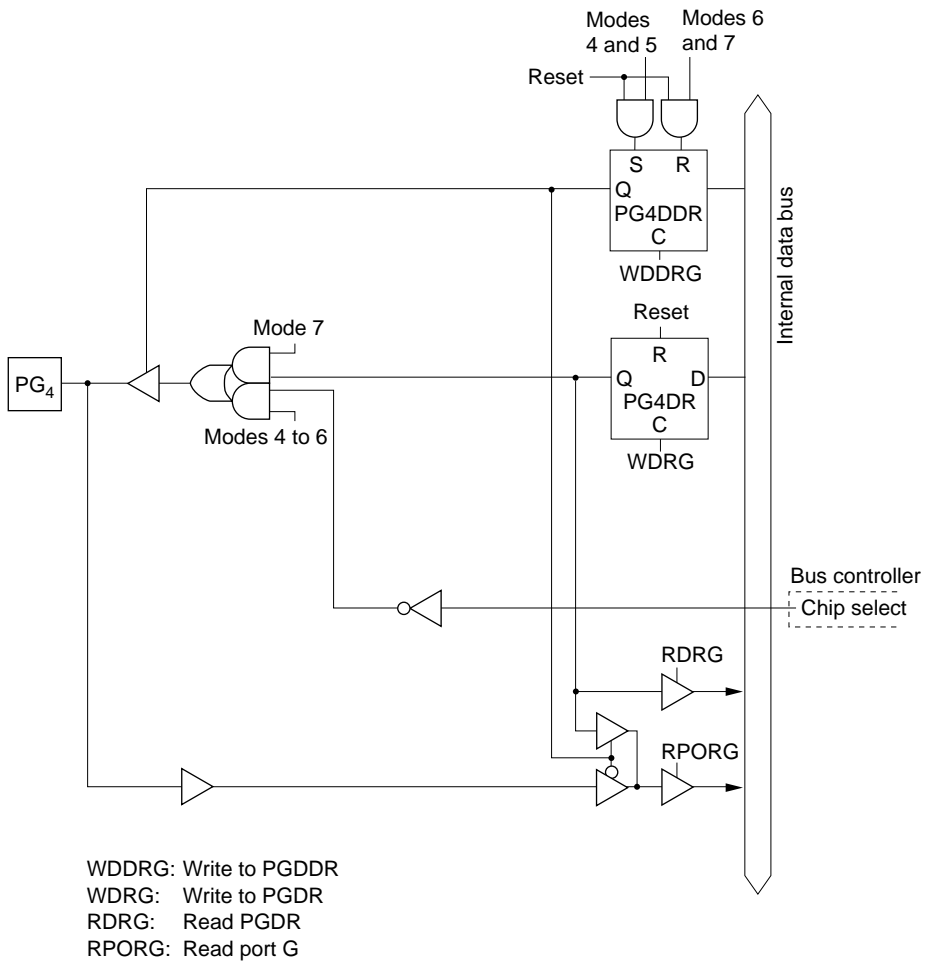 Modes
4 and 5
Modes 6
and 7
Reset
S R
Q
PG4DDR
C
WDDRG
Internal data bus
Reset
R
Q D
PG4DR
C
WDRG
Mode 7
PG4
Modes 4 to 6
Bus controller
Chip select
RDRG
RPORG
WDDRG: Write to PGDDR
WDRG: Write to PGDR
RDRG: Read PGDR
RPORG: Read port G